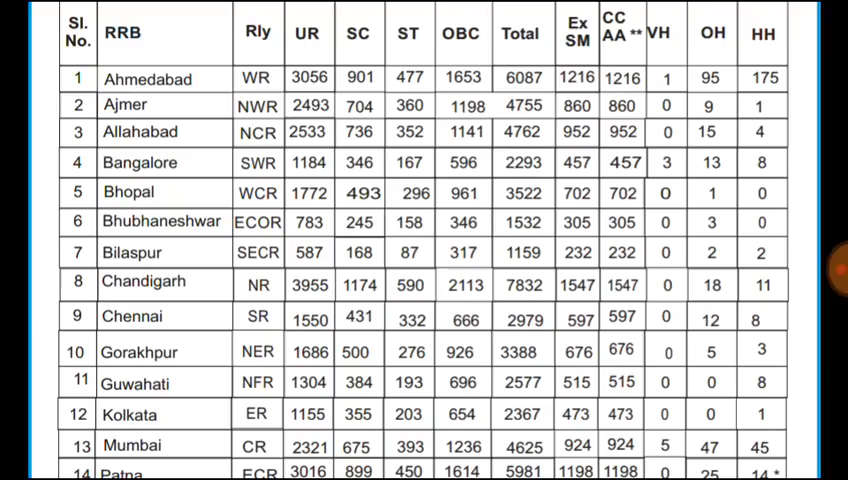 Sl. No. RRB Rly UR SC ST OBC Total Ex SM CC AA ** VH OH HH
1 Ahmedabad WR 3056 901 477 1653 6087 1216 1216 1 95 175
2 Ajmer NWR 2493 704 360 1198 4755 860 860 0 9 1
3 Allahabad NCR 2533 736 352 1141 4762 952 952 0 15 4
4 Bangalore SWR 1184 346 167 596 2293 457 457 3 13 8
5 Bhopal WCR 1772 493 296 961 3522 702 702 0 1 0
6 Bhubhaneshwar ECOR 783 245 158 346 1532 305 305 0 3 0
7 Bilaspur SECR 587 168 87 317 1159 232 232 0 2 2
8 Chandigarh NR 3955 1174 590 2113 7832 1547 1547 0 18 11
9 Chennai SR 1550 431 332 666 2979 597 597 0 12 8
10 Gorakhpur NER 1686 500 276 926 3388 676 676 0 5 3
11 Guwahati NFR 1304 384 193 696 2577 515 515 0 0 8
12 Kolkata ER 1155 355 203 654 2367 473 473 0 0 1
13 Mumbai CR 2321 675 393 1236 4625 924 924 5 47 45
14 Patna ECR 3016 899 450 1614 5981 1198 1198 0 25 14 *